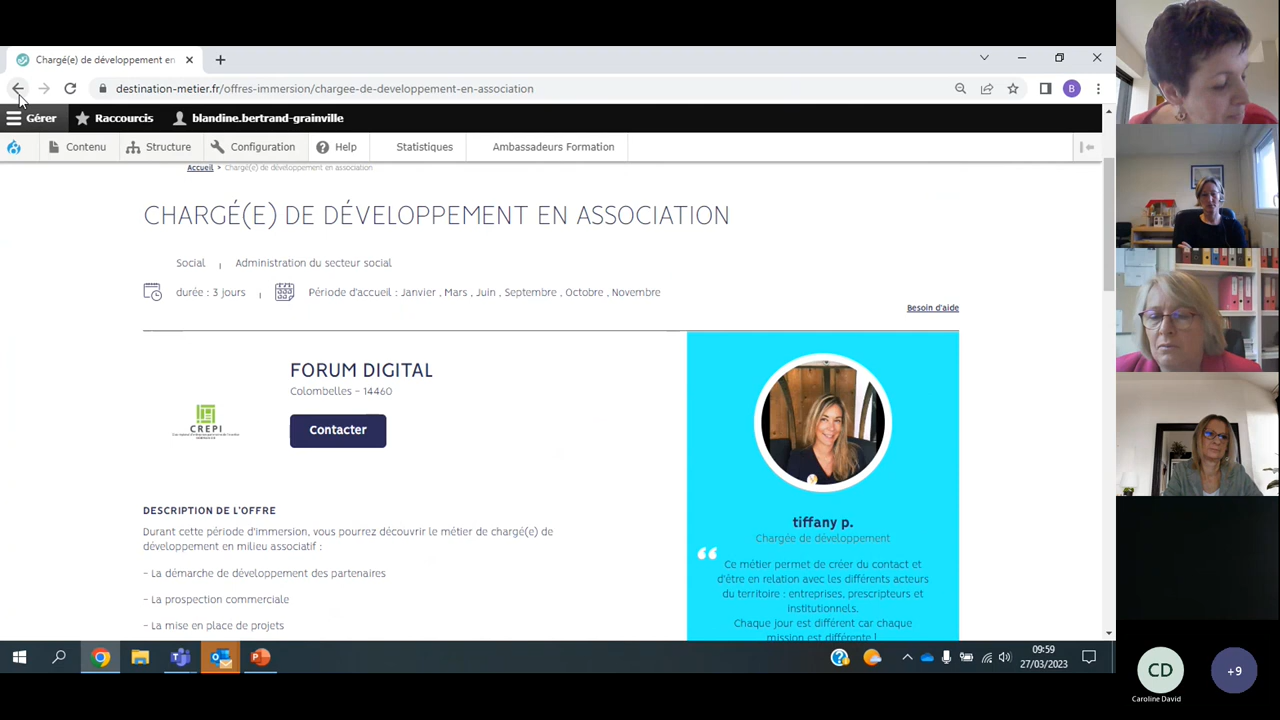 Chargé(e) de développement en
destination-metier.fr/offres-immersion/chargee-de-developpement-en-association
B
Gérer
Raccourcis
blandine.bertrand-grainville
Contenu
Structure
Configuration
Help
Statistiques
Ambassadeurs Formation
Accueil > Chargé(e) de développement en association
CHARGÉ(E) DE DÉVELOPPEMENT EN ASSOCIATION
Social
Administration du secteur social
durée : 3 jours
Période d'accueil : Janvier , Mars , Juin , Septembre , Octobre , Novembre
Besoin d'aide
FORUM DIGITAL
Colombelles - 14460
CREPI
Contacter
DESCRIPTION DE L'OFFRE
Durant cette période d'immersion, vous pourrez découvrir le métier de chargé(e) de
développement en milieu associatif :
- La démarche de développement des partenaires
- La prospection commerciale
- La mise en place de projets
tiffany p.
Chargée de développement
Ce métier permet de créer du contact et
d'être en relation avec les différents acteurs
du territoire : entreprises, prescripteurs et
institutionnels.
Chaque jour est différent car chaque
mission est différente !
09:59
27/03/2023
CD
Caroline David
+9